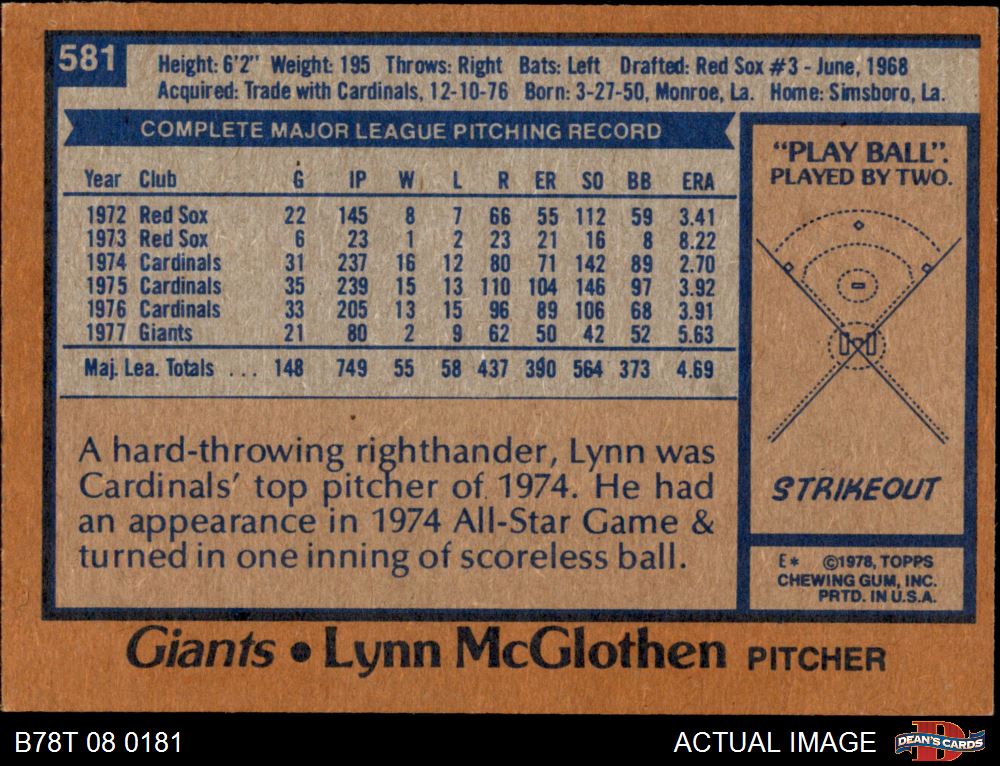 581
Height: 6'2" Weight: 195 Throws: Right Bats: Left Drafted: Red Sox #3 - June, 1968
Acquired: Trade with Cardinals, 12-10-76 Born: 3-27-50, Monroe, La. Home: Simsboro, La.
COMPLETE MAJOR LEAGUE PITCHING RECORD
Year Club G IP W L R ER SO BB ERA
1972 Red Sox 22 145 8 7 66 55 112 59 3.41
1973 Red Sox 6 23 1 2 23 21 16 8 8.22
1974 Cardinals 31 237 16 12 80 71 142 89 2.70
1975 Cardinals 35 239 15 13 110 104 146 97 3.92
1976 Cardinals 33 205 13 15 96 89 106 68 3.91
1977 Giants 21 80 2 9 62 50 42 52 5.63
Maj. Lea. Totals ... 148 749 55 58 437 390 564 373 4.69
A hard-throwing righthander, Lynn was
Cardinals' top pitcher of 1974. He had
an appearance in 1974 All-Star Game &
turned in one inning of scoreless ball.
"PLAY BALL".
PLAYED BY TWO.
STRIKEOUT
E* ©1978, TOPPS
CHEWING GUM, INC.
PRTD. IN U.S.A.
Giants • Lynn McGlothen PITCHER
B78T 08 0181
ACTUAL IMAGE
DEAN'S CARDS